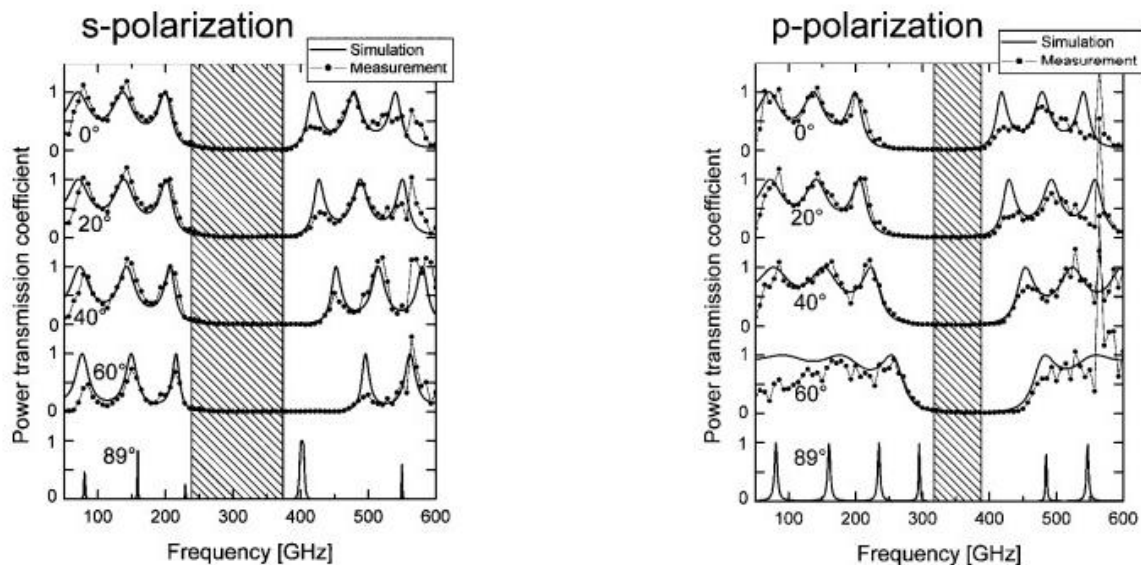 s-polarization
Simulation
Measurement
Power transmission coefficient
1
0°
0
1
20°
0
1
40°
0
1
60°
0
1
89°
0
100 200 300 400 500 600
Frequency [GHz]
p-polarization
Simulation
Measurement
Power transmission coefficient
1
0°
0
1
20°
0
1
40°
0
1
60°
0
1
89°
0
100 200 300 400 500 600
Frequency [GHz]